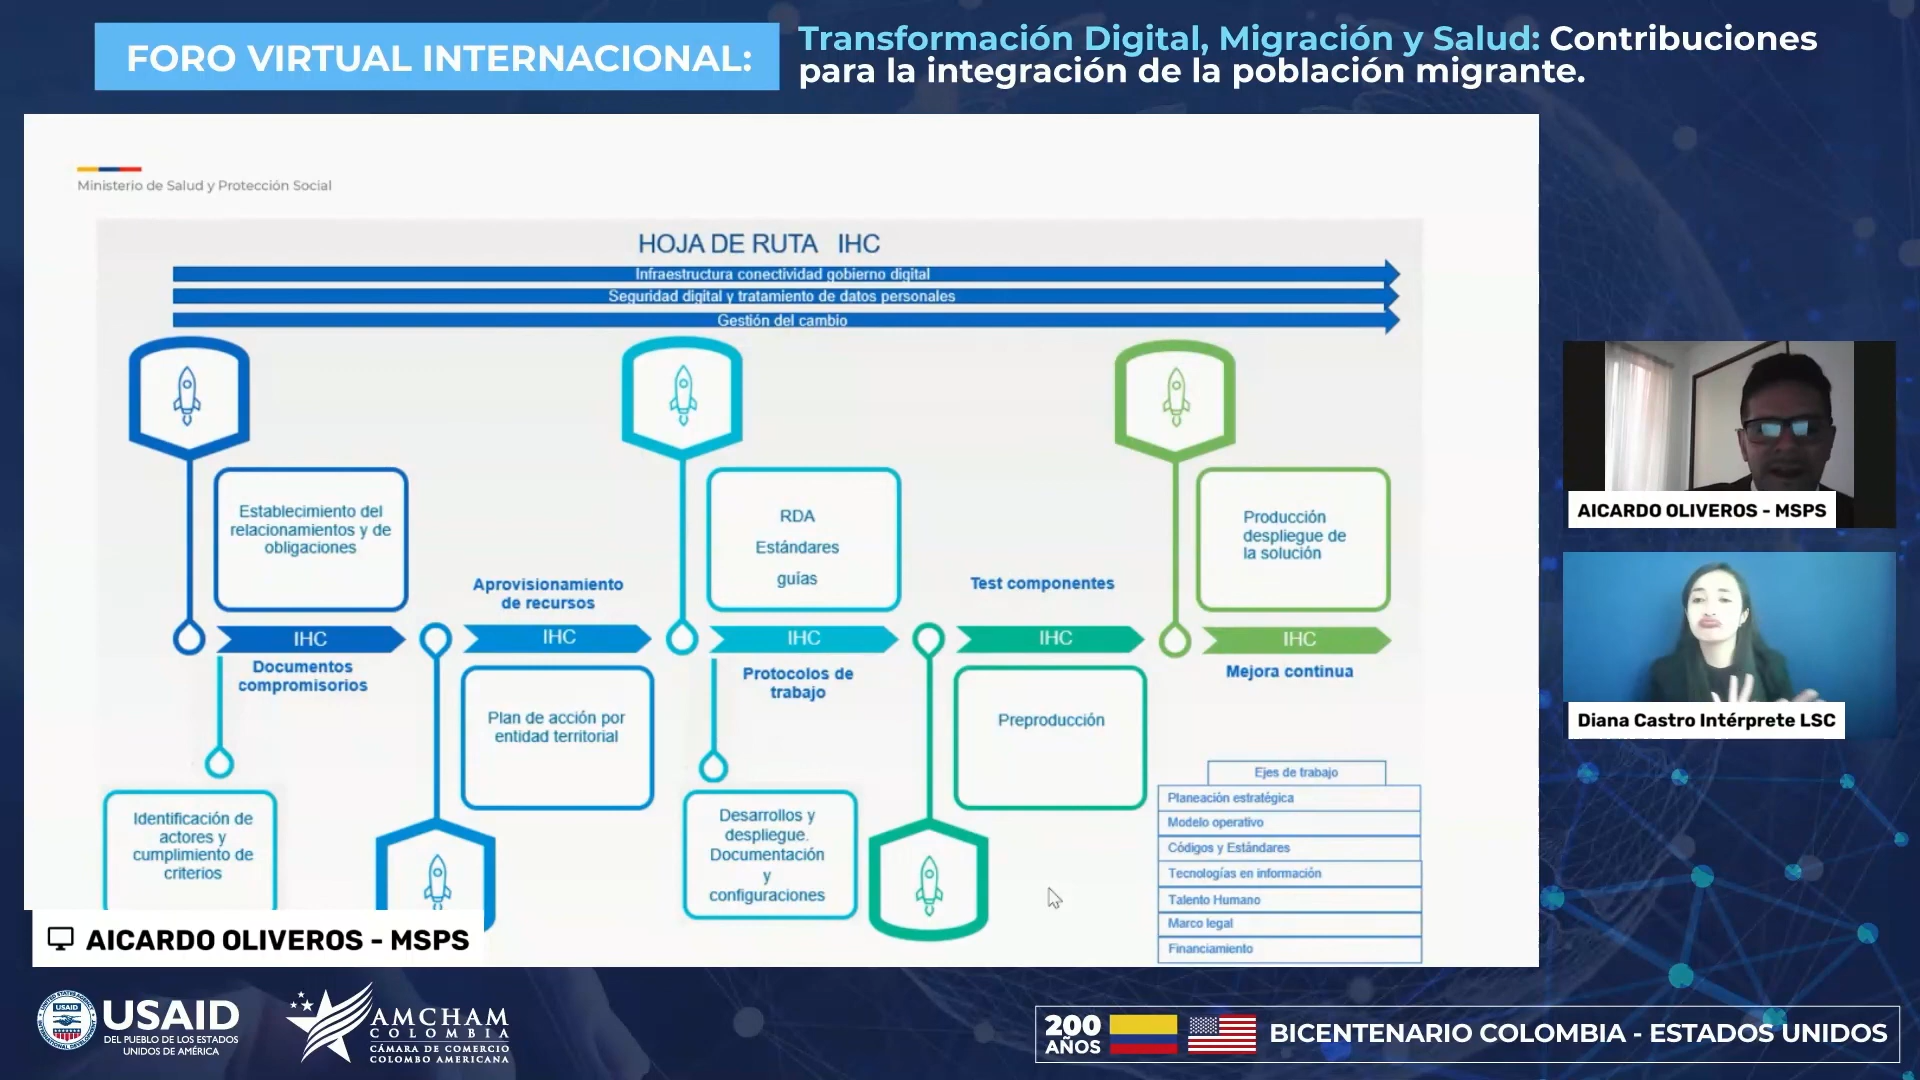 FORO VIRTUAL INTERNACIONAL:
Transformación Digital, Migración y Salud: Contribuciones
para la integración de la población migrante.
Ministerio de Salud y Protección Social
HOJA DE RUTA IHC
Infraestructura conectividad gobierno digital
Seguridad digital y tratamiento de datos personales
Gestión del cambio
Establecimiento del
relacionamientos y de
obligaciones
IHC
Documentos
compromisorios
Identificación de
actores y
cumplimiento de
criterios
Aprovisionamiento
de recursos
IHC
Plan de acción por
entidad territorial
RDA
Estándares
guías
IHC
Protocolos de
trabajo
Desarrollos y
despliegue.
Documentación
y
configuraciones
Test componentes
IHC
Preproducción
Producción
despliegue de
la solución
IHC
Mejora continua
Ejes de trabajo
Planeación estratégica
Modelo operativo
Códigos y Estándares
Tecnologías en información
Talento Humano
Marco legal
Financiamiento
AICARDO OLIVEROS - MSPS
Diana Castro Intérprete LSC
AICARDO OLIVEROS - MSPS
USAID
USAID
DEL PUEBLO DE LOS ESTADOS
UNIDOS DE AMÉRICA
AMCHAM
COLOMBIA
CÁMARA DE COMERCIO
COLOMBO AMERICANA
200
AÑOS
BICENTENARIO COLOMBIA - ESTADOS UNIDOS